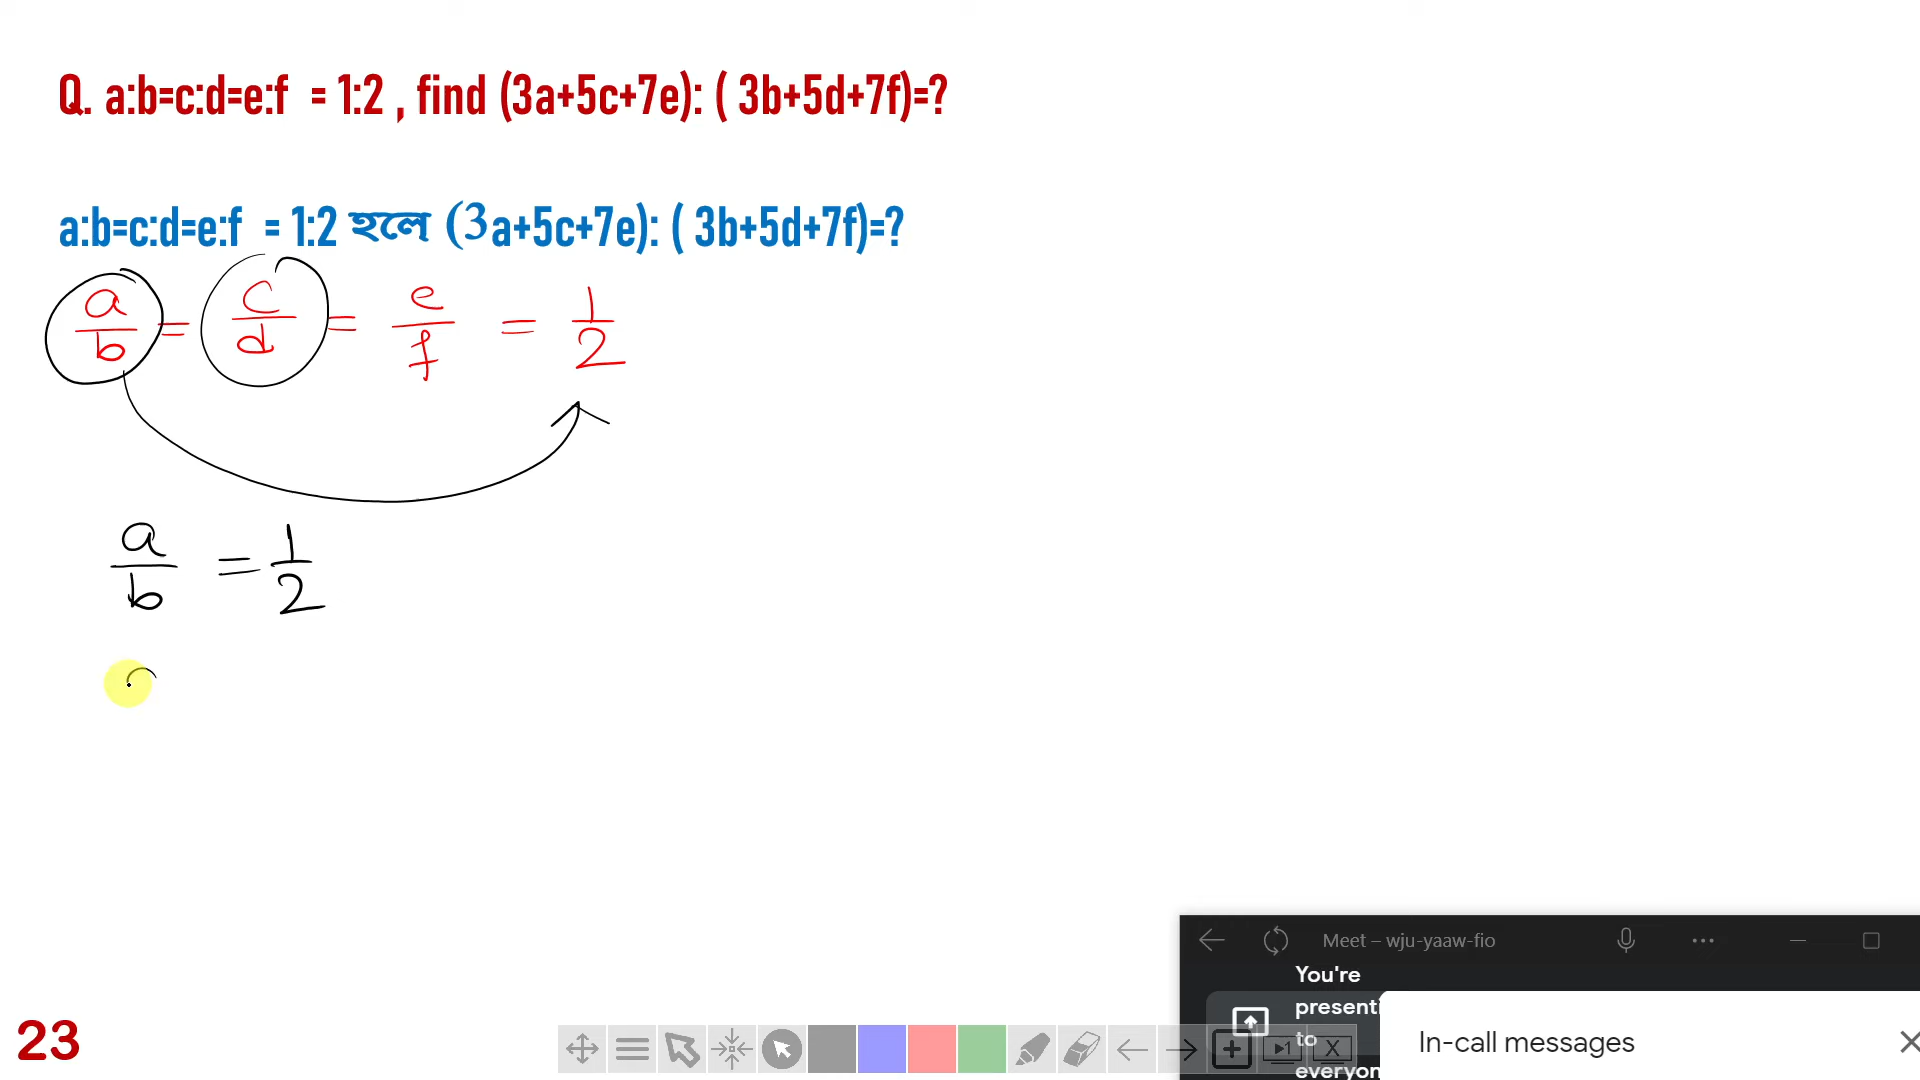 Q. a:b=c:d=e:f = 1:2 , find (3a+5c+7e): ( 3b+5d+7f)=?
a:b=c:d=e:f = 1:2 হলে (3a+5c+7e): ( 3b+5d+7f)=?
a/b = c/d = e/f = 1/2
a/b = 1/2
23
Meet – wju-yaaw-fio
You're
presenti
to
everyon
In-call messages